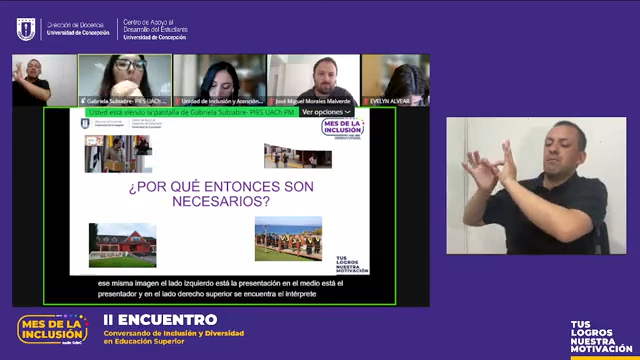 Dirección de Docencia
Universidad de Concepción
Centro de Apoyo al
Desarrollo del Estudiante
Universidad de Concepción
Gabriela Subiabre- PIES UACh ...
Unidad de Inclusión y Atención...
José Miguel Morales Malverde
EVELYN ALVEAR
Usted está viendo la pantalla de Gabriela Subiabre- PIES UACh PM
Ver opciones
MES DE LA
INCLUSIÓN
¿POR QUÉ ENTONCES SON
NECESARIOS?
TUS
LOGROS
NUESTRA
MOTIVACIÓN
ese misma imagen el lado izquierdo está la presentación en el medio está el
presentador y en el lado derecho superior se encuentra el intérprete
MES DE LA
INCLUSIÓN
II ENCUENTRO
Conversando de Inclusión y Diversidad
en Educación Superior
TUS
LOGROS
NUESTRA
MOTIVACIÓN